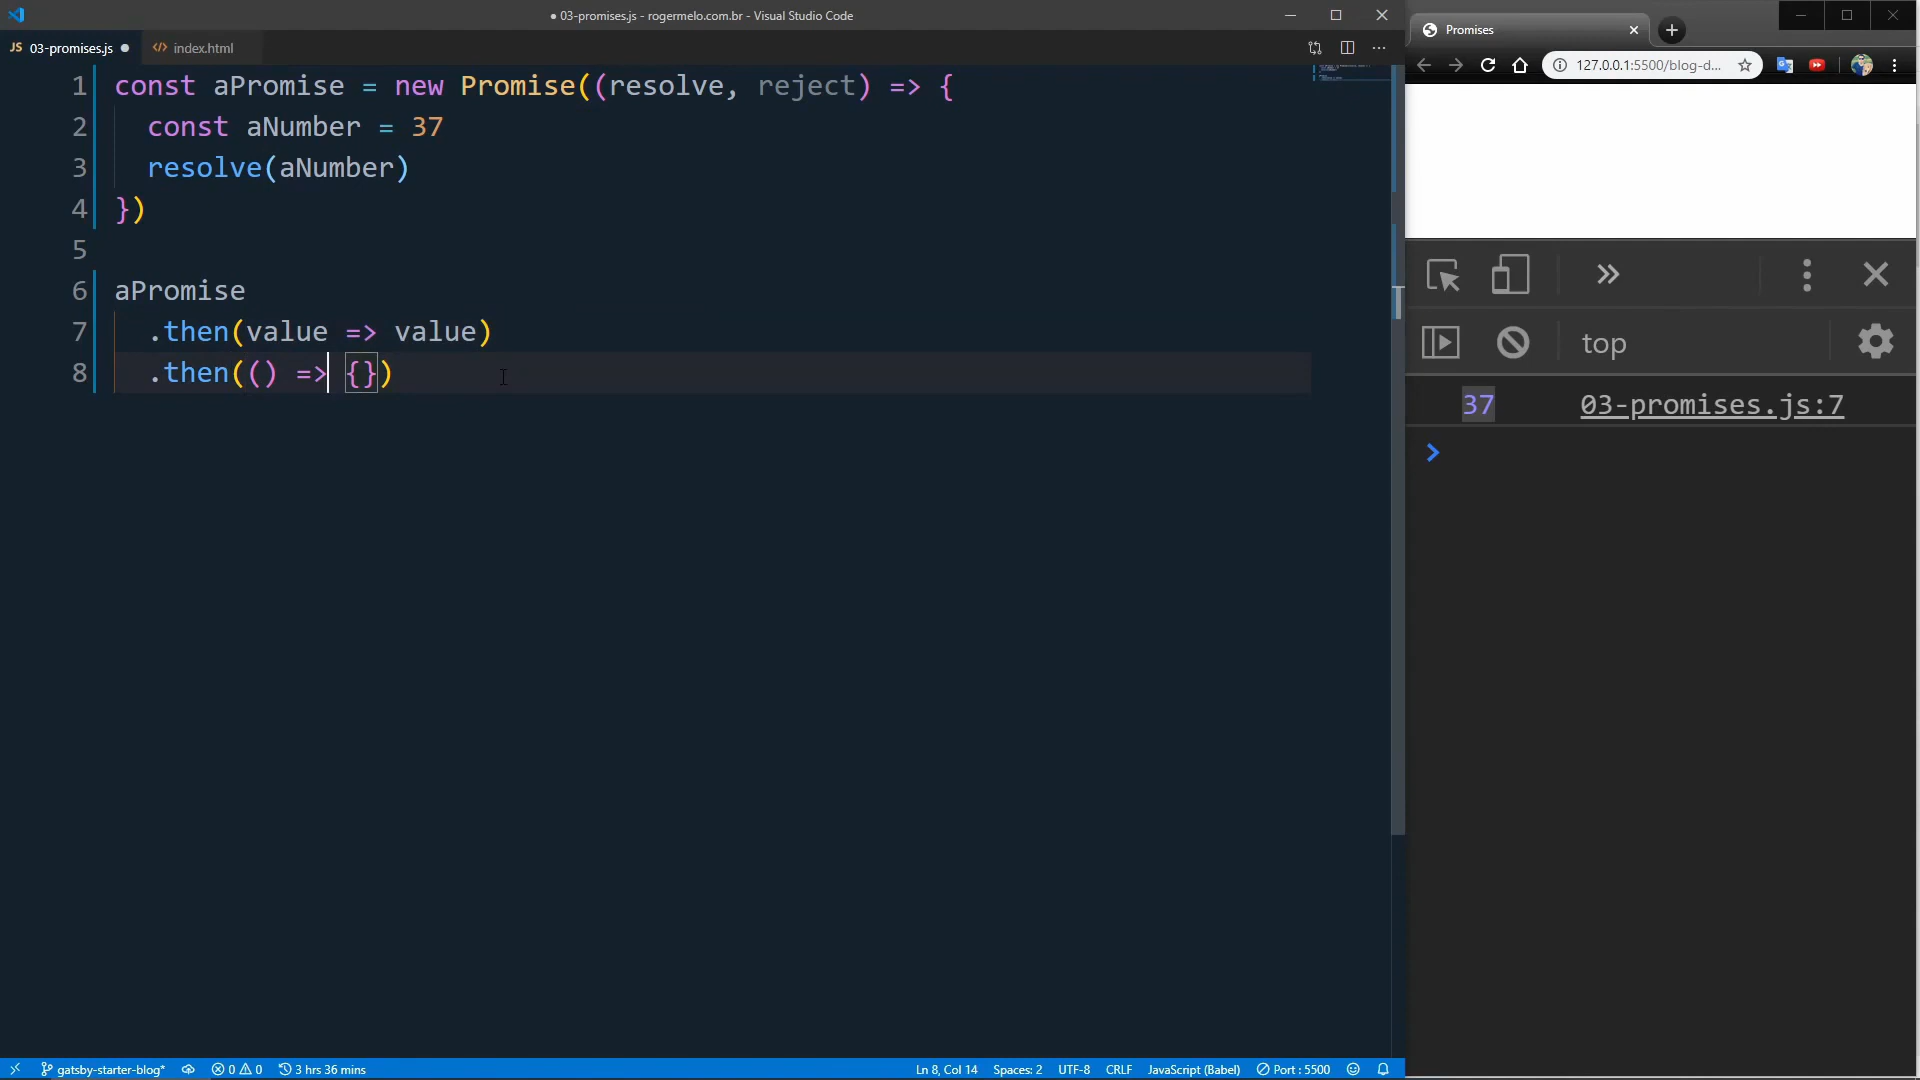 03-promises.js - rogermelo.com.br - Visual Studio Code
JS 03-promises.js
index.html
1 const aPromise = new Promise((resolve, reject) => {
2 const aNumber = 37
3 resolve(aNumber)
4 })
5
6 aPromise
7 .then(value => value)
8 .then(() => {})
gatsby-starter-blog*
0 0
3 hrs 36 mins
Ln 8, Col 14
Spaces: 2
UTF-8
CRLF
JavaScript (Babel)
Port : 5500
Promises
127.0.0.1:5500/blog-d...
top
37 03-promises.js:7